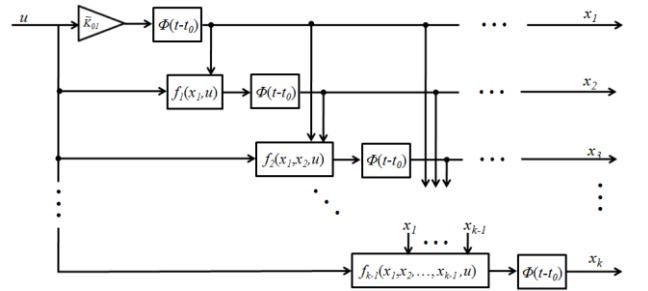 u K̃₀₁ Φ(t-t₀) ... x₁
f₁(x₁,u) Φ(t-t₀) ... x₂
f₂(x₁,x₂,u) Φ(t-t₀) ... x₃
x₁ ... xₖ₋₁
fₖ₋₁(x₁,x₂,...,xₖ₋₁,u) Φ(t-t₀) xₖ